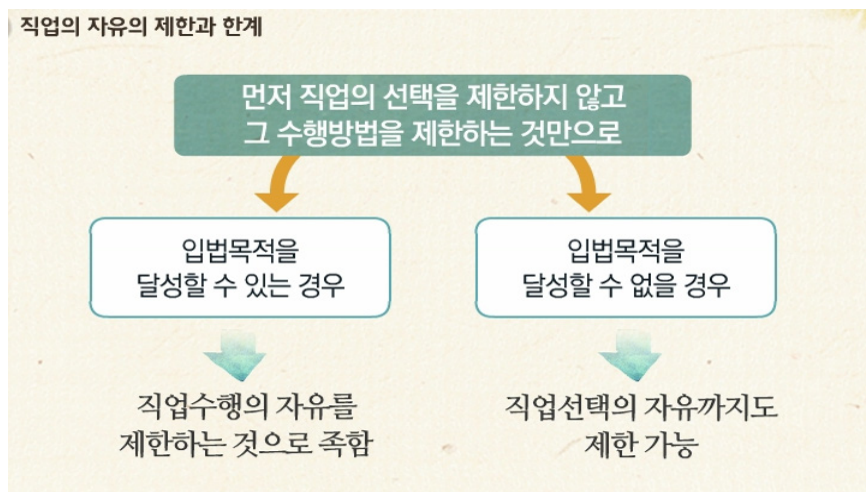 직업의 자유의 제한과 한계
먼저 직업의 선택을 제한하지 않고
그 수행방법을 제한하는 것만으로
입법목적을
달성할 수 있는 경우
입법목적을
달성할 수 없을 경우
직업수행의 자유를
제한하는 것으로 족함
직업선택의 자유까지도
제한 가능